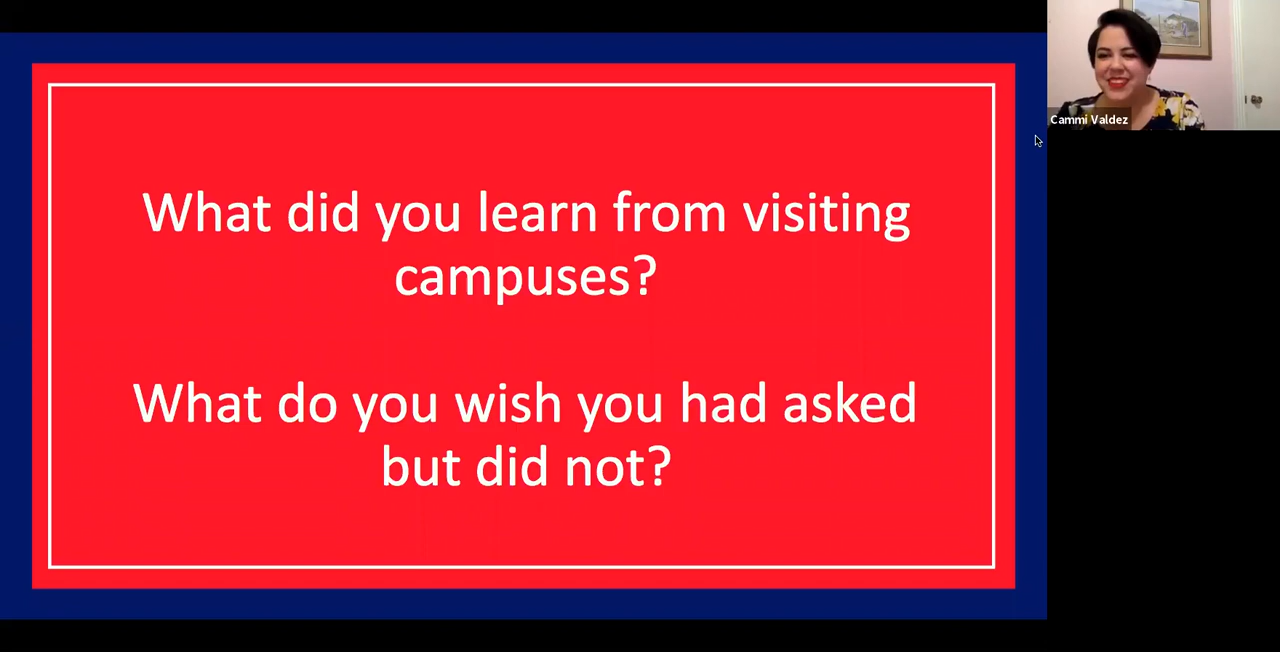 What did you learn from visiting
campuses?
What do you wish you had asked
but did not?
Cammi Valdez